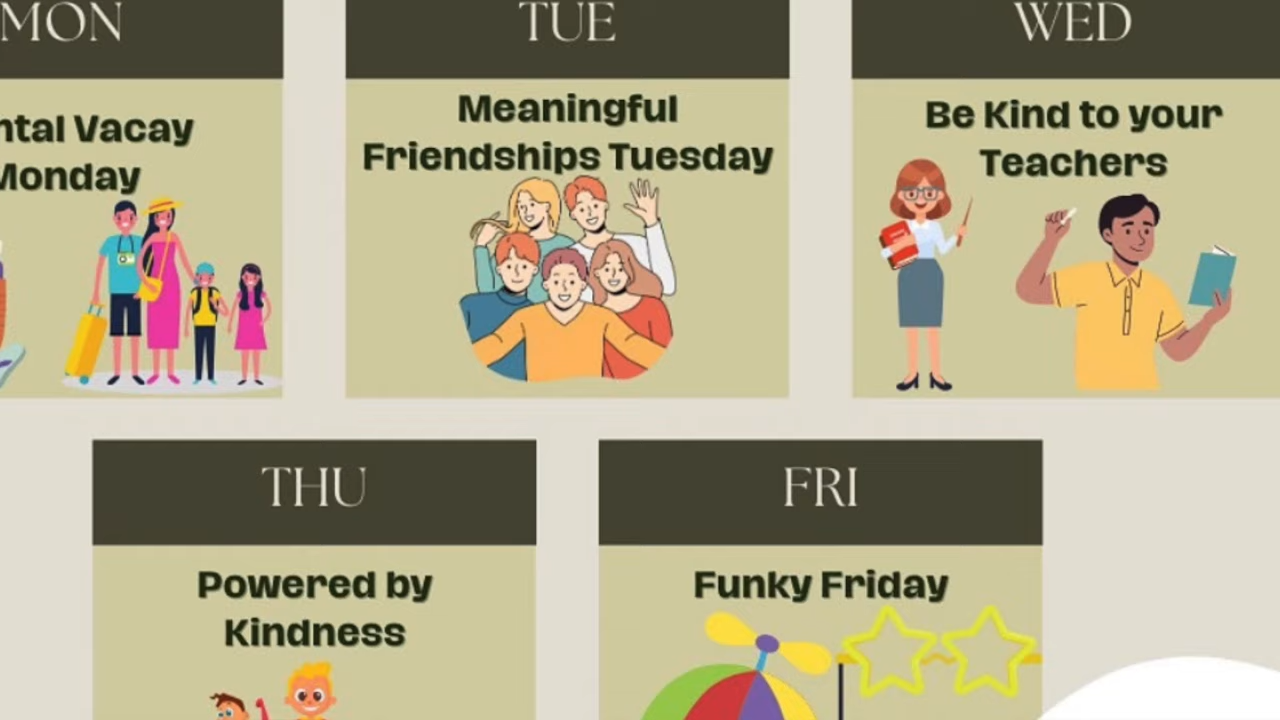 MON
TUE
WED
ntal Vacay
Monday
Meaningful
Friendships Tuesday
Be Kind to your
Teachers
THU
FRI
Powered by
Kindness
Funky Friday